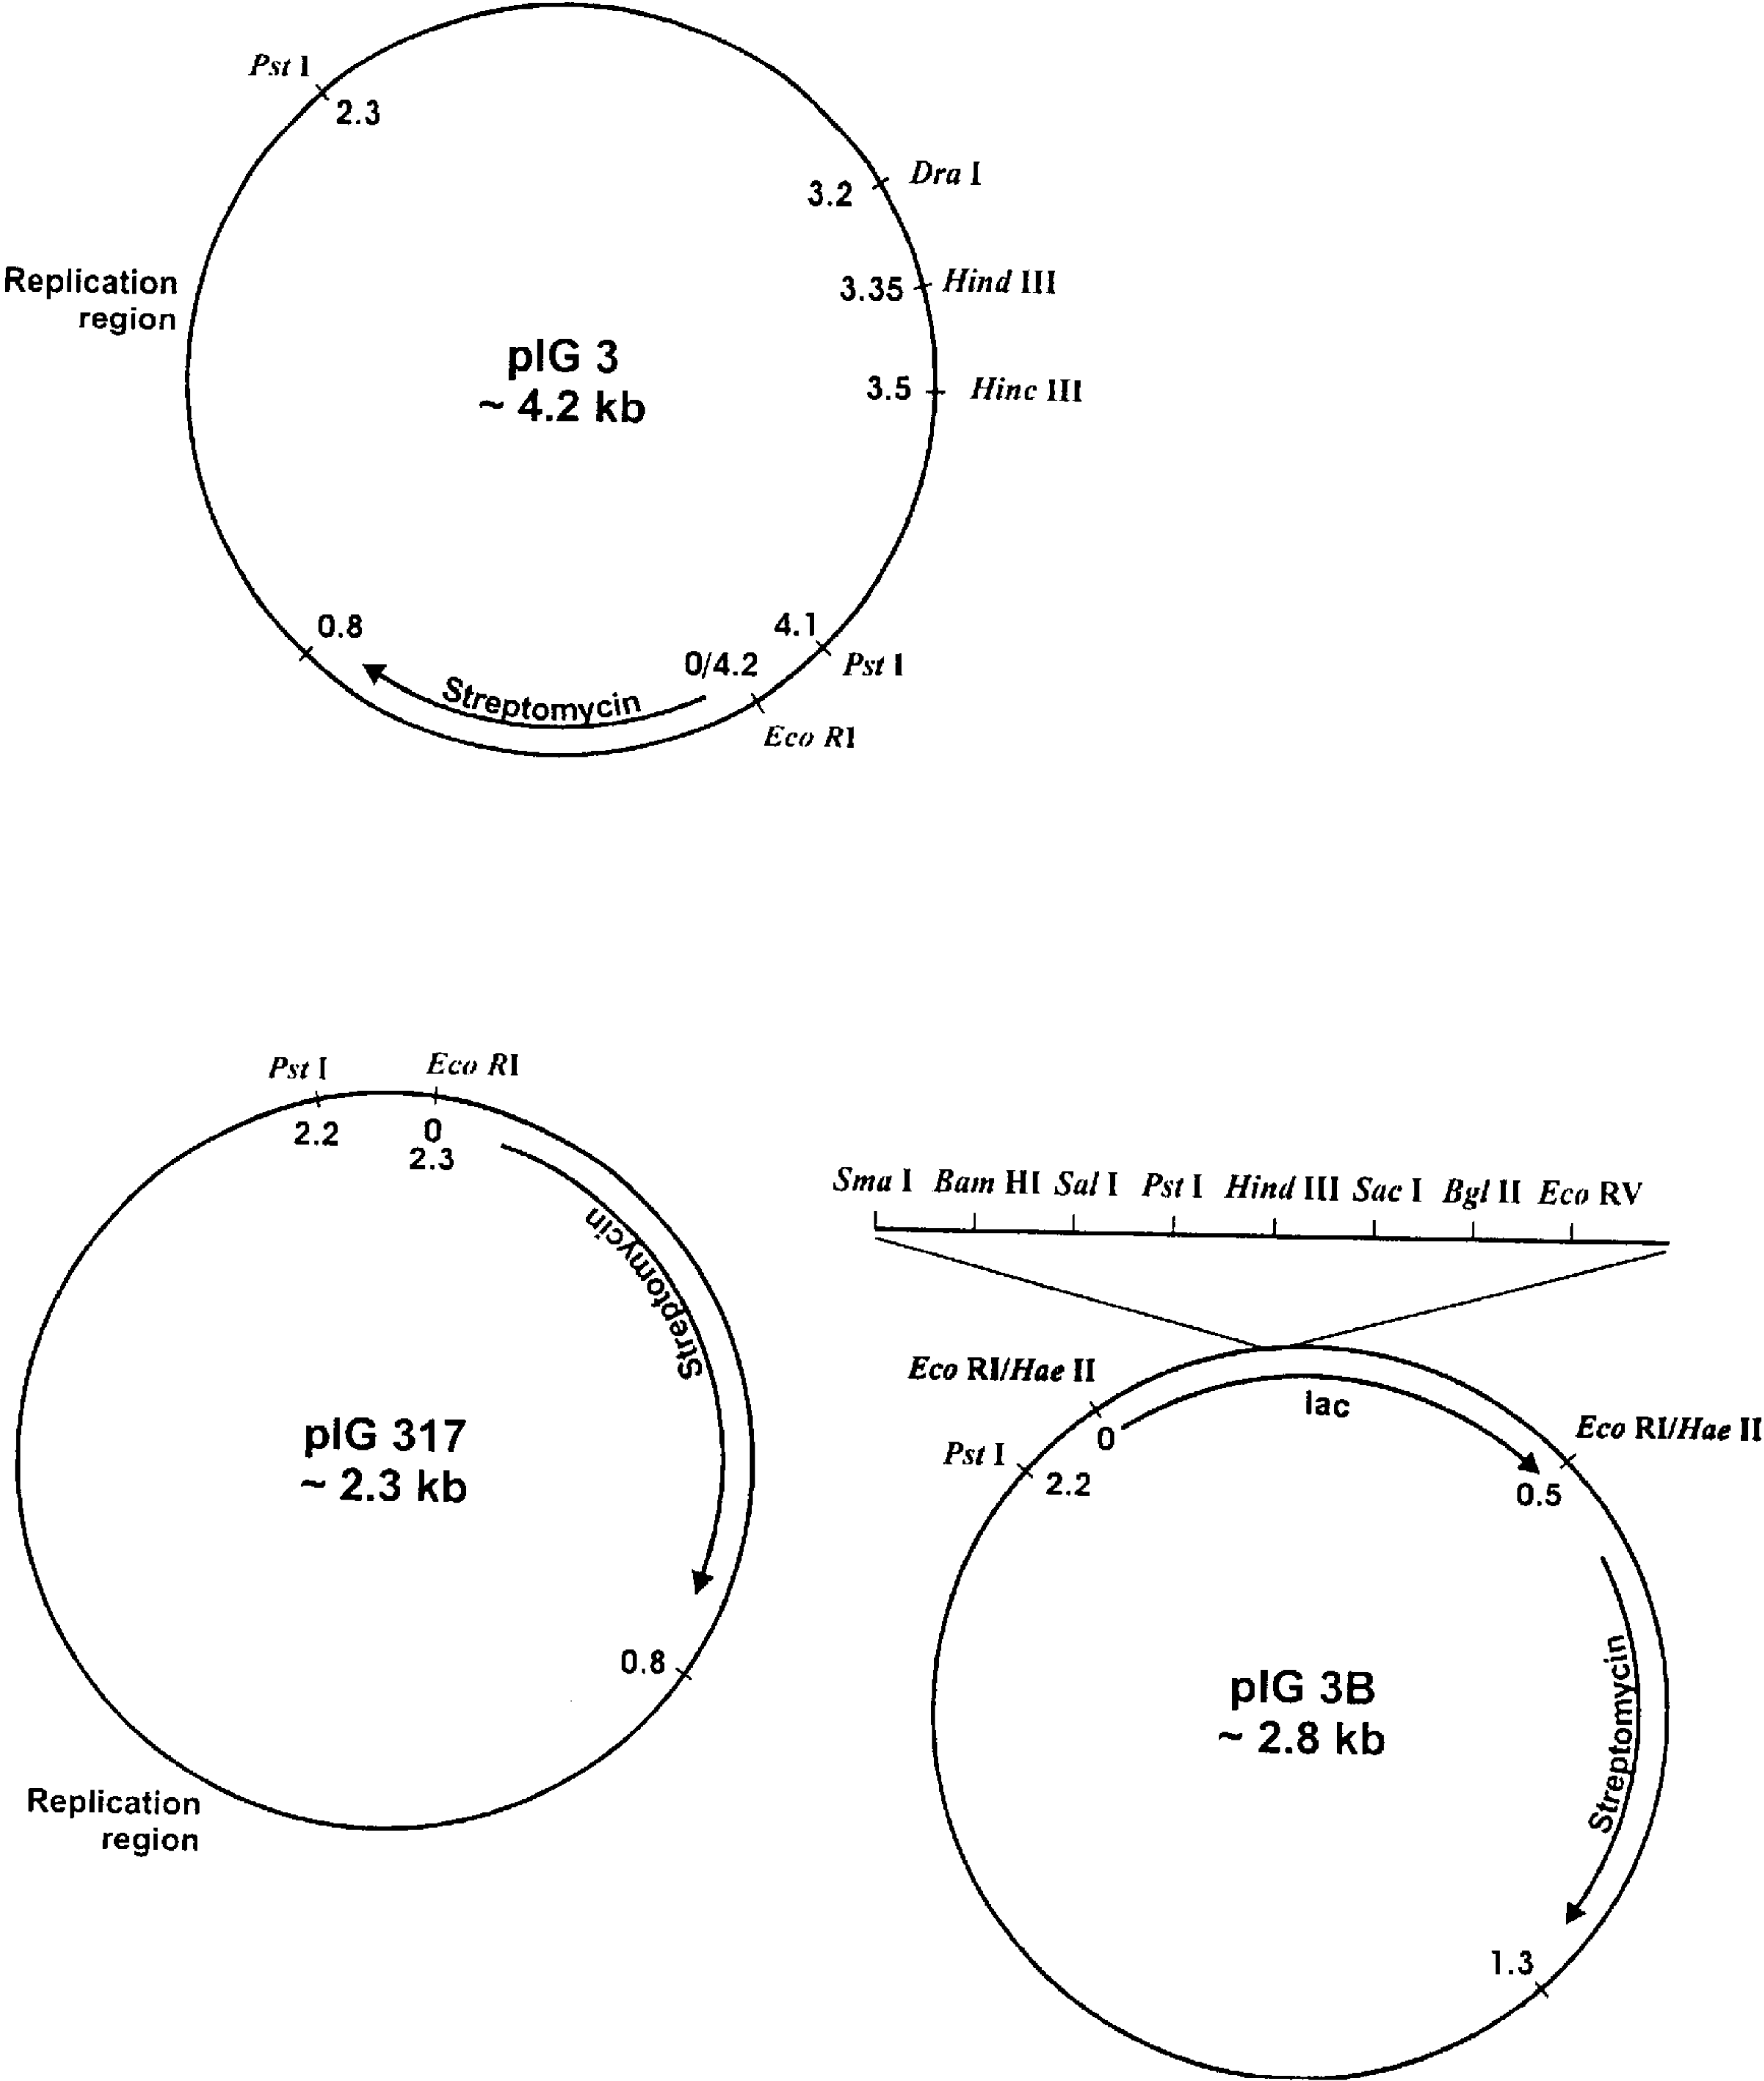 Pst I
2.3
Dra I
3.2
Hind III
3.35
Replication
region
pIG 3
~ 4.2 kb
3.5
Hinc III
0.8
4.1
0/4.2
Pst I
Streptomycin
Eco RI
Pst I
Eco RI
2.2
0
2.3
Streptomycin
pIG 317
~ 2.3 kb
0.8
Replication
region
Sma I Bam HI Sal I Pst I Hind III Sac I Bgl II Eco RV
Eco RI/Hae II
lac
0
Eco RI/Hae II
Pst I
2.2
0.5
Streptomycin
pIG 3B
~ 2.8 kb
1.3